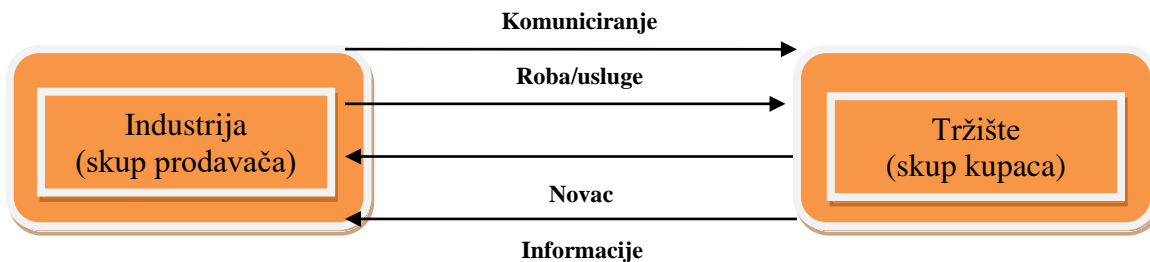 Komuniciranje
Roba/usluge
Industrija
(skup prodavača)
Tržište
(skup kupaca)
Novac
Informacije